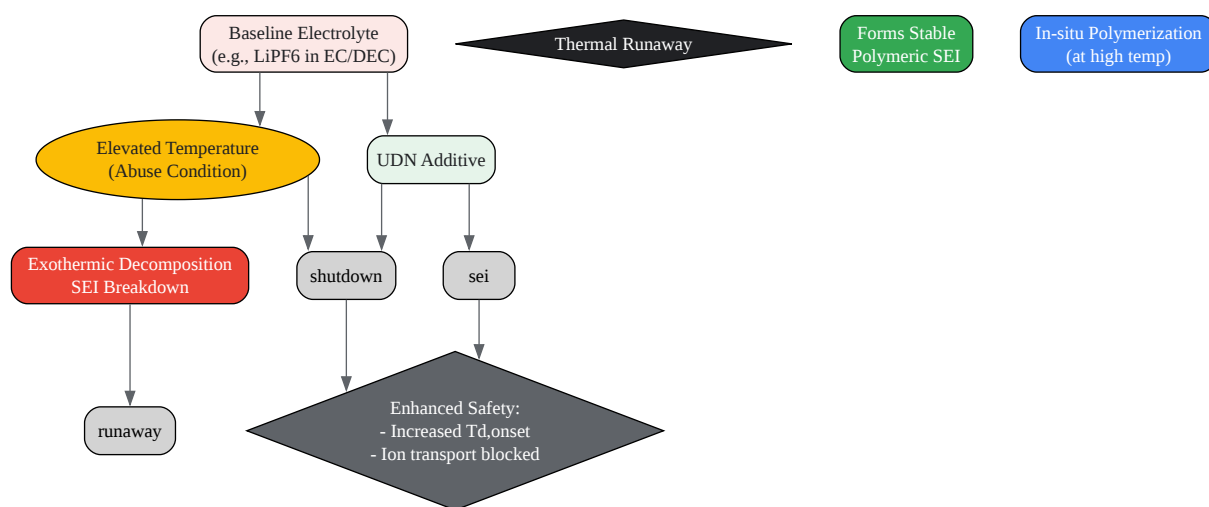 Baseline Electrolyte
(e.g., LiPF6 in EC/DEC)
Thermal Runaway
Forms Stable
Polymeric SEI
In-situ Polymerization
(at high temp)
Elevated Temperature
(Abuse Condition)
UDN Additive
Exothermic Decomposition
SEI Breakdown
shutdown
sei
runaway
Enhanced Safety:
- Increased Td,onset
- Ion transport blocked